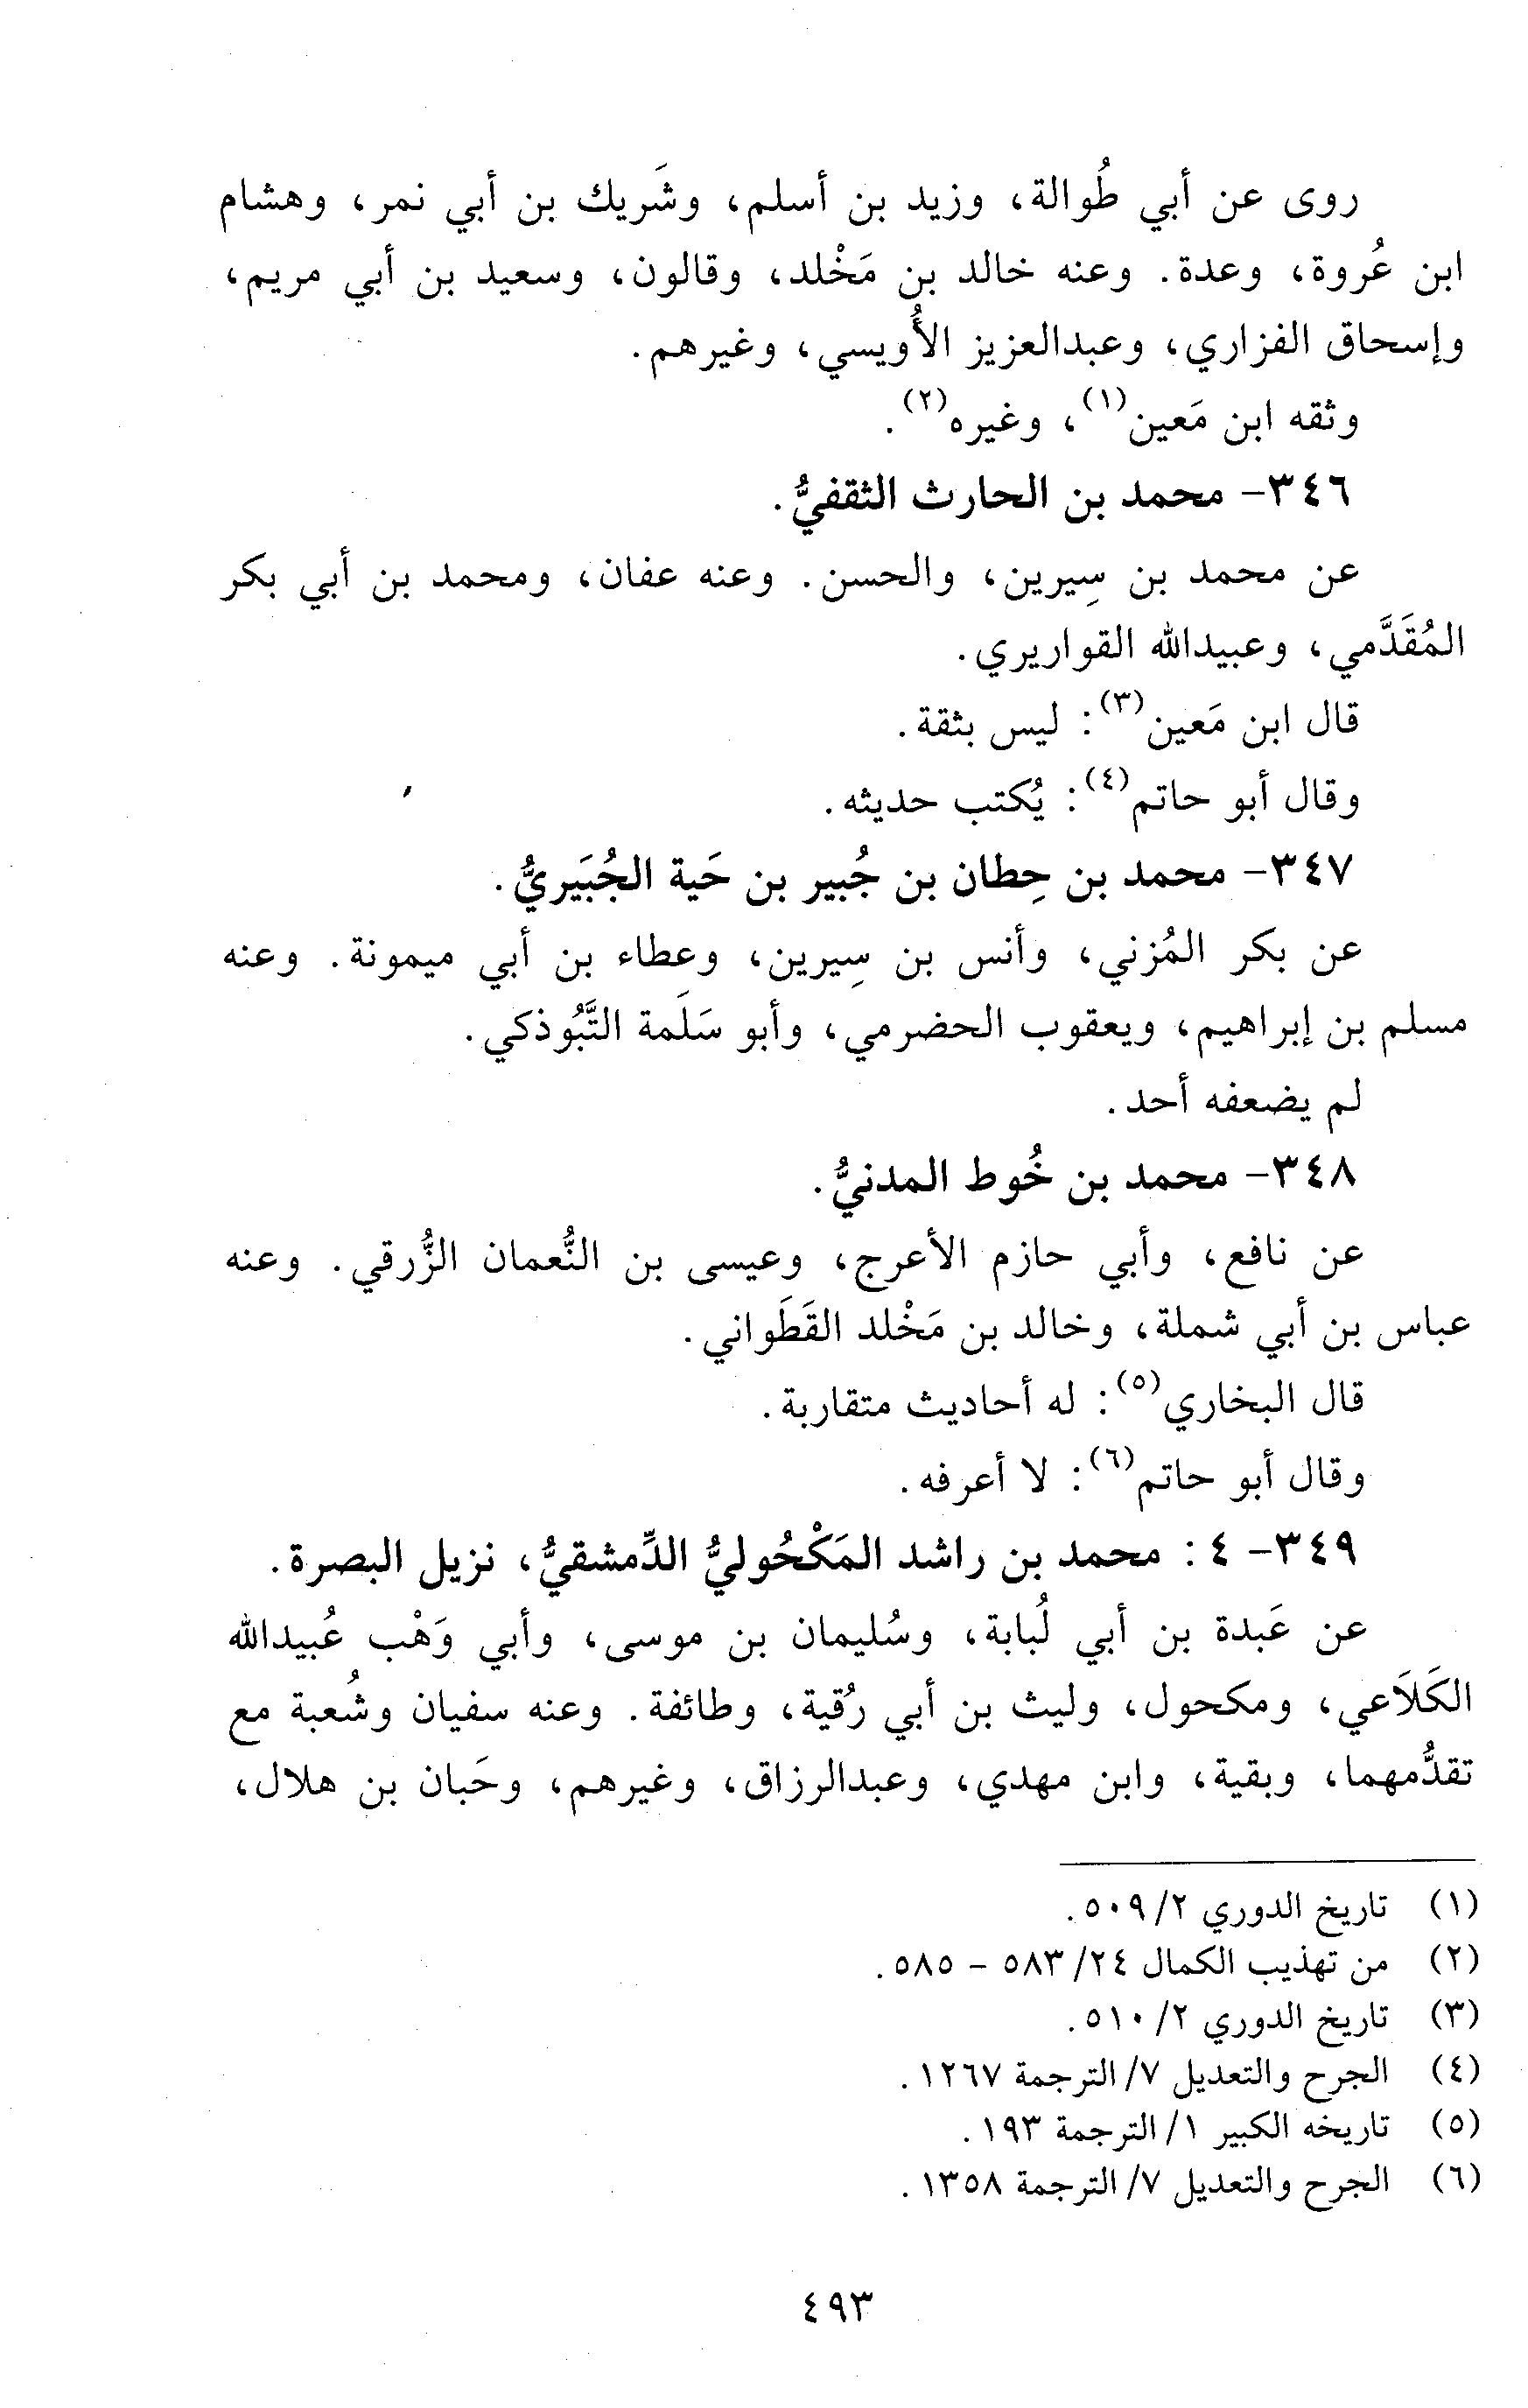 روى عن أبي طُوالة، وزيد بن أسلم، وشَريك بن أبي نمر، وهشام
ابن عُروة، وعدة. وعنه خالد بن مَخْلد، وقالون، وسعيد بن أبي مريم،
وإسحاق الفزاري، وعبدالعزيز الأُويسي، وغيرهم.
وثقه ابن مَعين(١)، وغيره(٢).
٣٤٦- محمد بن الحارث الثقفيُّ.
عن محمد بن سِيرين، والحسن. وعنه عفان، ومحمد بن أبي بكر
المُقَدَّمي، وعبيدالله القواريري.
قال ابن مَعين(٣): ليس بثقة.
وقال أبو حاتم(٤): يُكتب حديثه.
٣٤٧- محمد بن حِطان بن جُبير بن حَية الجُبَيريُّ.
عن بكر المُزني، وأنس بن سِيرين، وعطاء بن أبي ميمونة. وعنه
مسلم بن إبراهيم، ويعقوب الحضرمي، وأبو سَلَمة التَّبُوذكي.
لم يضعفه أحد.
٣٤٨- محمد بن خُوط المدنيُّ.
عن نافع، وأبي حازم الأعرج، وعيسى بن النُّعمان الزُّرقي. وعنه
عباس بن أبي شملة، وخالد بن مَخْلد القَطَواني.
قال البخاري(٥): له أحاديث متقاربة.
وقال أبو حاتم(٦): لا أعرفه.
٣٤٩- ٤: محمد بن راشد المَكْحُوليُّ الدِّمشقيُّ، نزيل البصرة.
عن عَبدة بن أبي لُبابة، وسُليمان بن موسى، وأبي وَهْب عُبيدالله
الكَلَاعي، ومكحول، وليث بن أبي رُقية، وطائفة. وعنه سفيان وشُعبة مع
تقدُّمهما، وبقية، وابن مهدي، وعبدالرزاق، وغيرهم، وحَبان بن هلال،
(١) تاريخ الدوري ٢/ ٥٠٩.
(٢) من تهذيب الكمال ٢٤/ ٥٨٣ - ٥٨٥.
(٣) تاريخ الدوري ٢/ ٥١٠.
(٤) الجرح والتعديل ٧/ الترجمة ١٢٦٧.
(٥) تاريخه الكبير ١/ الترجمة ١٩٣.
(٦) الجرح والتعديل ٧/ الترجمة ١٣٥٨.
٤٩٣